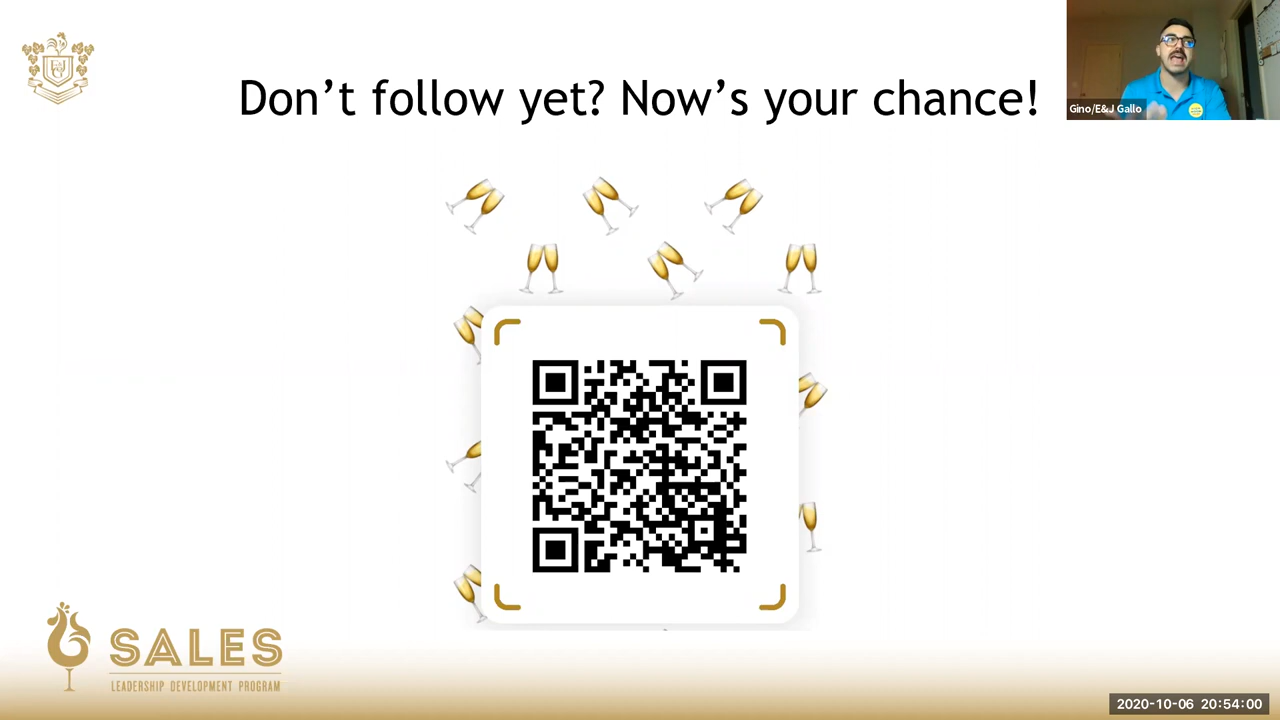 Don't follow yet? Now's your chance!
Gino/E&J Gallo
SALES
LEADERSHIP DEVELOPMENT PROGRAM
2020-10-06 20:54:00